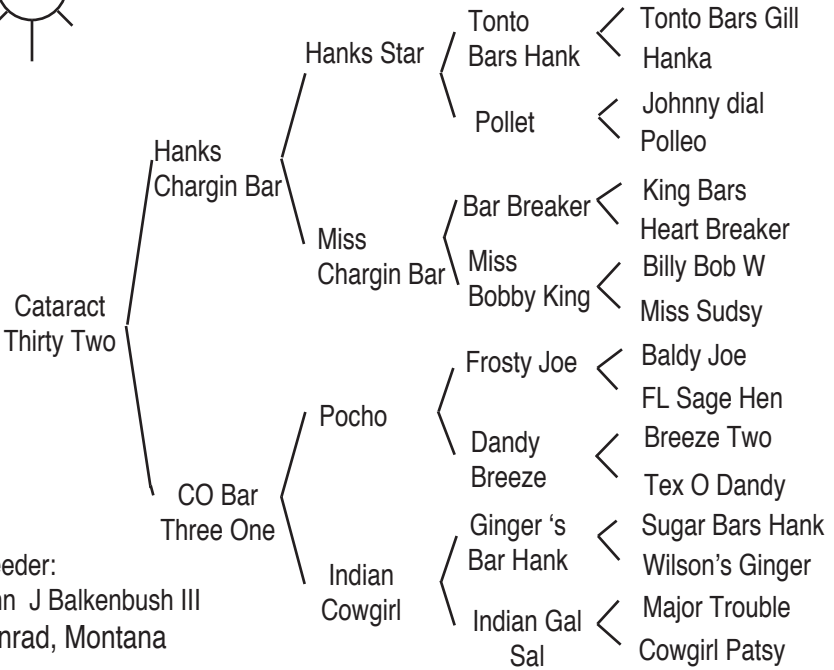 Cataract
Thirty Two
Hanks
Chargin Bar
CO Bar
Three One
Hanks Star
Miss
Chargin Bar
Pocho
Indian
Cowgirl
Tonto
Bars Hank
Pollet
Bar Breaker
Miss
Bobby King
Frosty Joe
Dandy
Breeze
Ginger ‘s
Bar Hank
Indian Gal
Sal
Tonto Bars Gill
Hanka
Johnny dial
Polleo
King Bars
Heart Breaker
Billy Bob W
Miss Sudsy
Baldy Joe
FL Sage Hen
Breeze Two
Tex O Dandy
Sugar Bars Hank
Wilson’s Ginger
Major Trouble
Cowgirl Patsy
J Balkenbush III
Montana